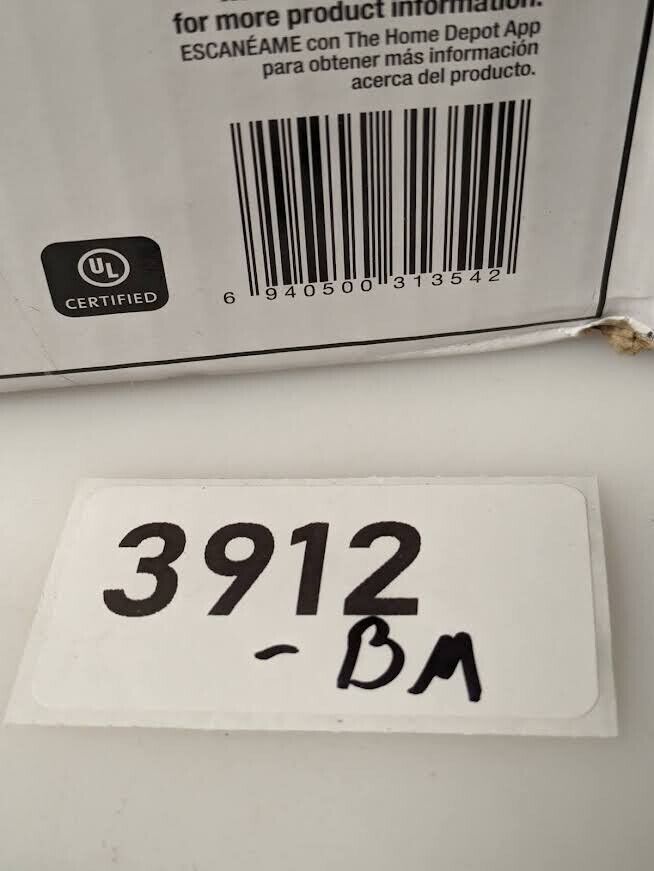 for more product information.
ESCANÉAME con The Home Depot App
para obtener más información
acerca del producto.
UL
CERTIFIED
6 940500 313542
3912
- BM